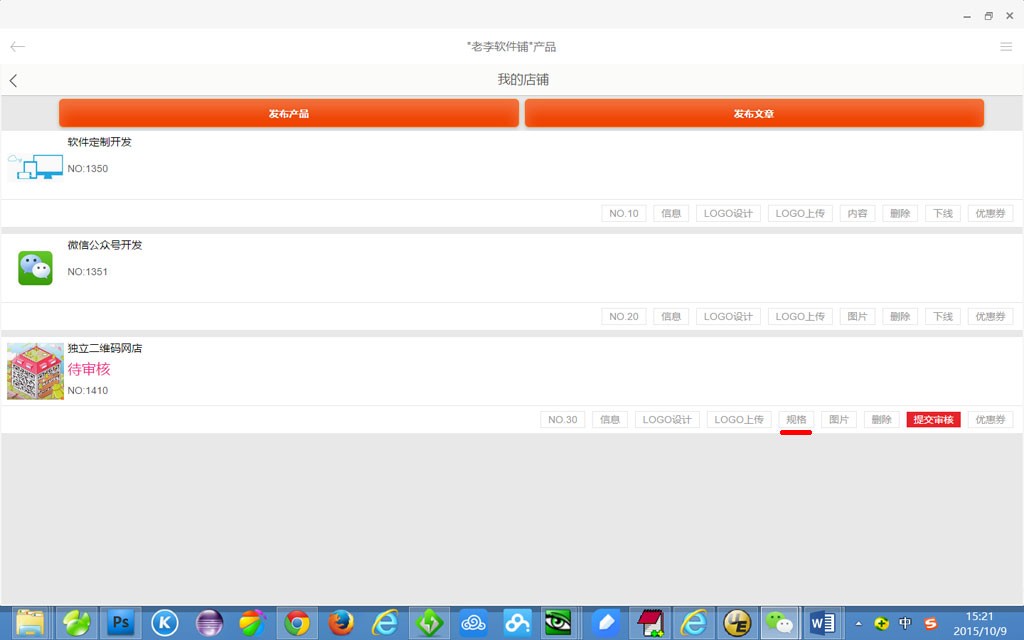 "老李软件铺"产品
我的店铺
发布产品 发布文章
软件定制开发
NO:1350
NO.10 信息 LOGO设计 LOGO上传 内容 删除 下线 优惠券
微信公众号开发
NO:1351
NO.20 信息 LOGO设计 LOGO上传 图片 删除 下线 优惠券
独立二维码网店
待审核
NO:1410
NO.30 信息 LOGO设计 LOGO上传 规格 图片 删除 提交审核 优惠券
Ps K W 中 S
15:21
2015/10/9